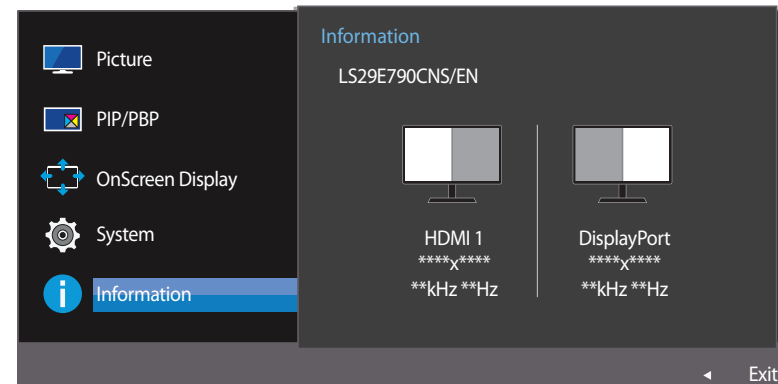 Picture
PIP/PBP
OnScreen Display
System
Information
Information
LS29E790CNS/EN
HDMI 1
****x****
**kHz **Hz
DisplayPort
****x****
**kHz **Hz
Exit